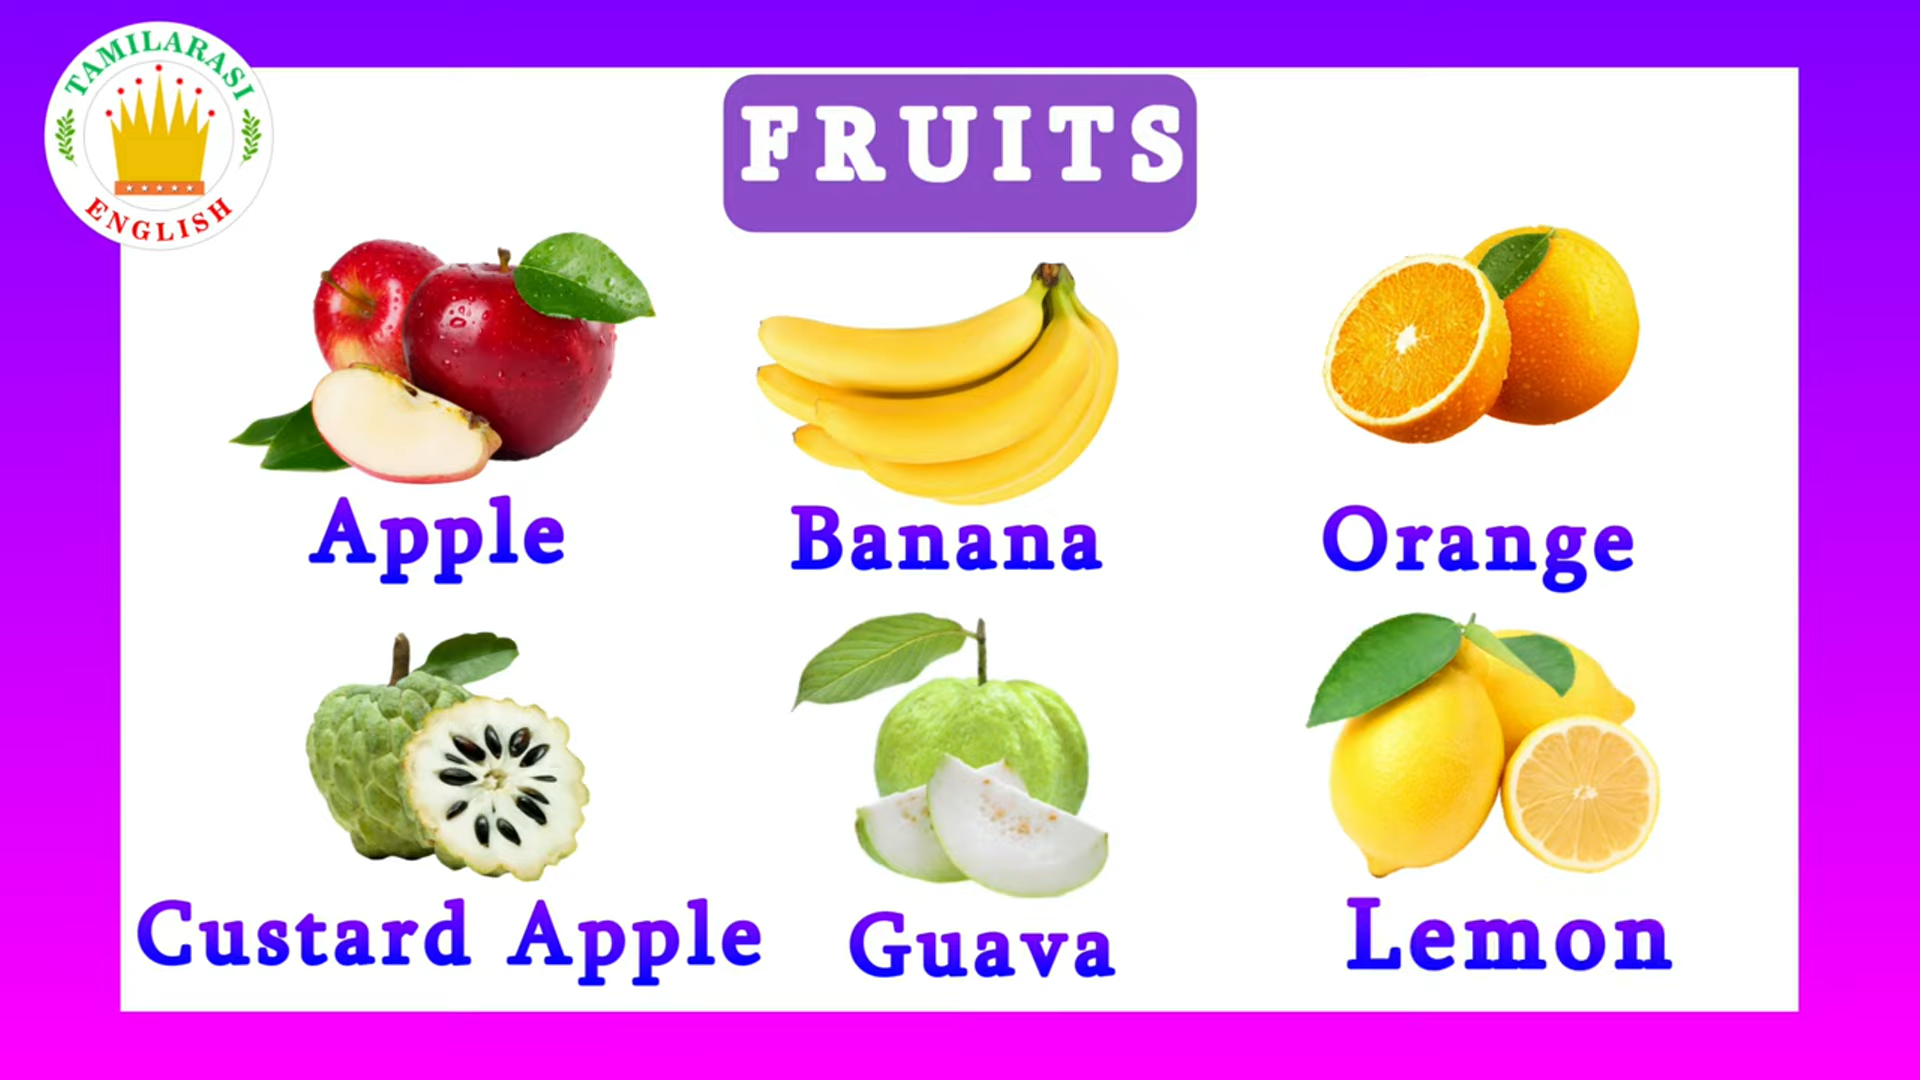 TAMILARASI
ENGLISH
FRUITS
Apple
Banana
Orange
Custard Apple
Guava
Lemon